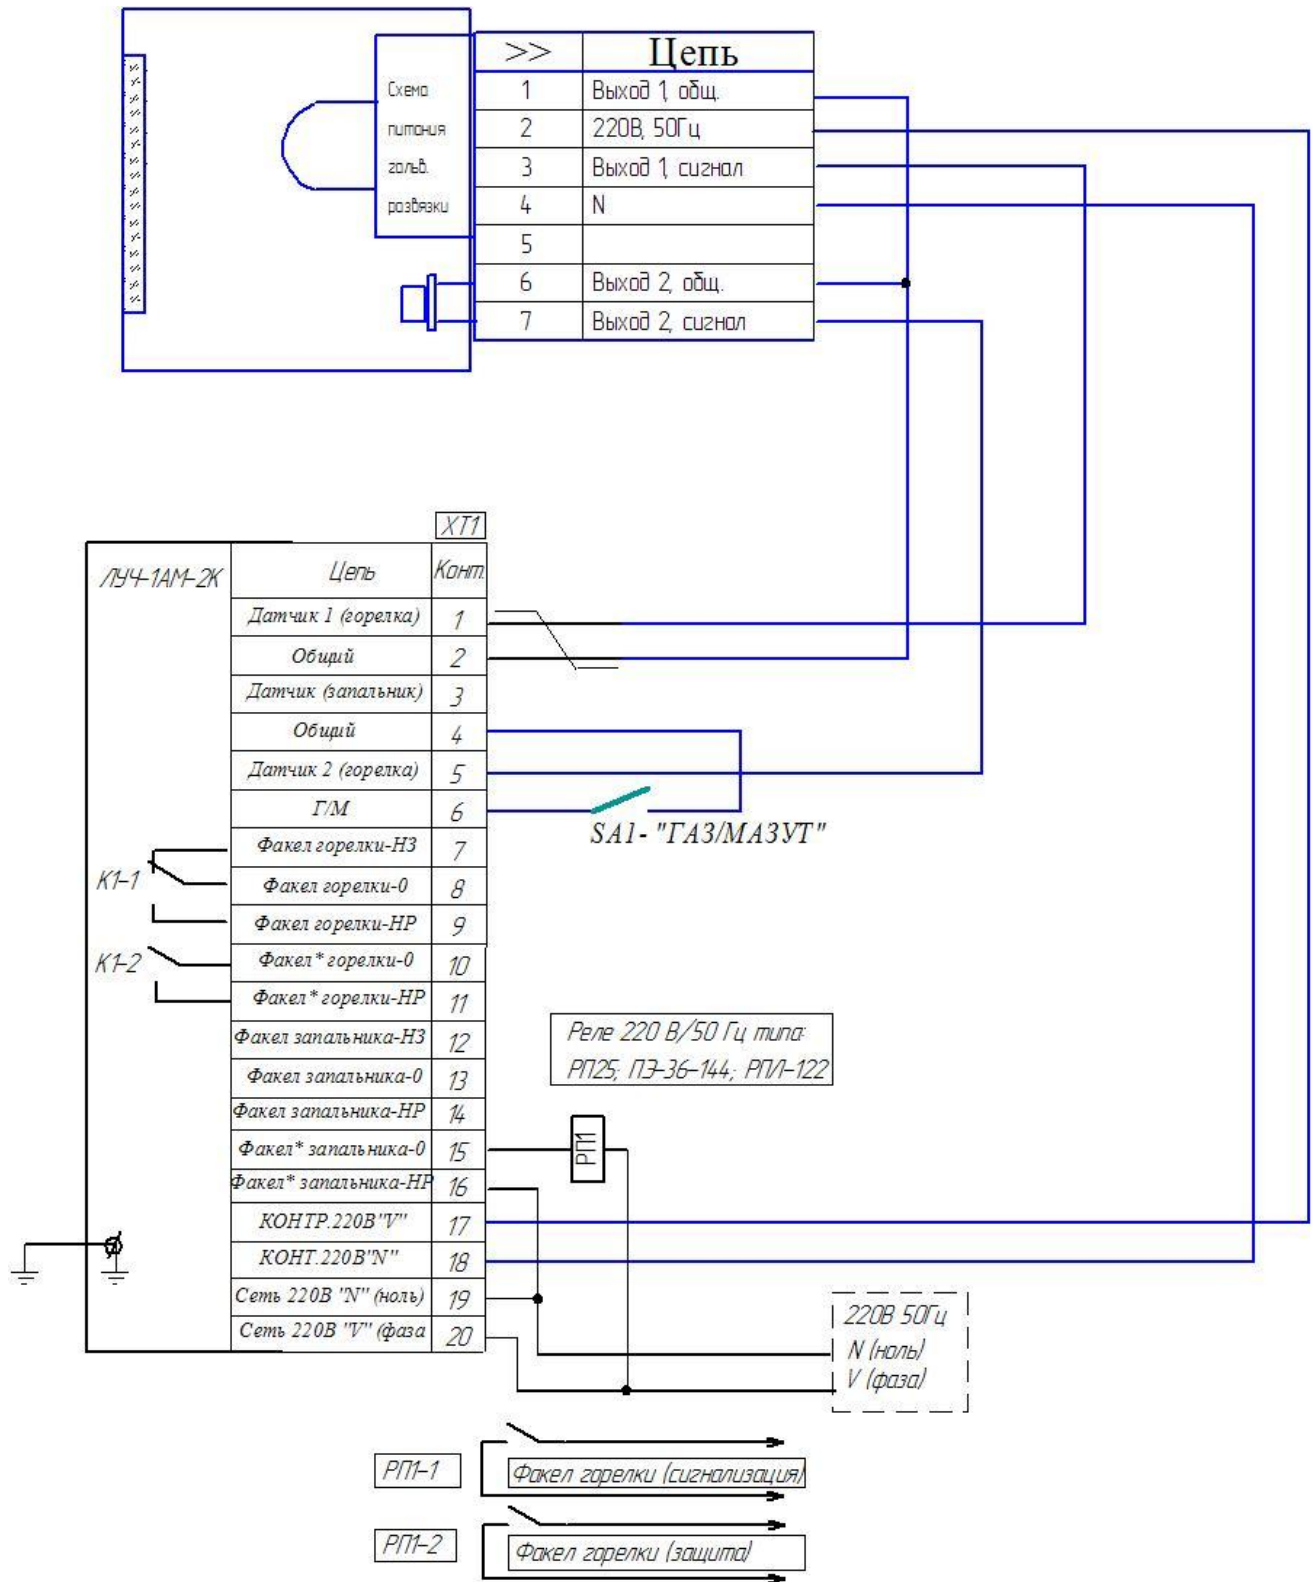 >> Цепь
Схема
питания
гальв.
развязки
1 Выход 1, общ.
2 220В, 50Гц
3 Выход 1, сигнал
4 N
5
6 Выход 2, общ.
7 Выход 2, сигнал
XT1
ЛУЧ-1АМ-2К
Цепь Конт.
Датчик 1 (горелка) 1
Общий 2
Датчик (запальник) 3
Общий 4
Датчик 2 (горелка) 5
Г/М 6
SA1- "ГАЗ/МАЗУТ"
Факел горелки-НЗ 7
К1-1
Факел горелки-0 8
Факел горелки-НР 9
К1-2
Факел* горелки-0 10
Факел* горелки-НР 11
Факел запальника-НЗ 12
Факел запальника-0 13
Факел запальника-НР 14
Факел* запальника-0 15
Факел* запальника-НР 16
КОНТР.220В"V" 17
КОНТ.220В"N" 18
Сеть 220В "N" (ноль) 19
Сеть 220В "V" (фаза 20
Реле 220 В/50 Гц типа:
РП25; ПЭ-36-144; РПЛ-122
РП1
220В 50Гц
N (ноль)
V (фаза)
РП1-1
Факел горелки (сигнализация)
РП1-2
Факел горелки (защита)